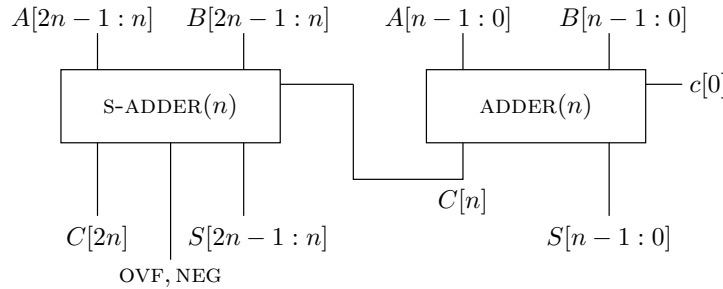 A[2n − 1 : n] B[2n − 1 : n] A[n − 1 : 0] B[n − 1 : 0]
S-ADDER(n) ADDER(n) c[0]
C[n]
C[2n] S[2n − 1 : n] S[n − 1 : 0]
OVF, NEG